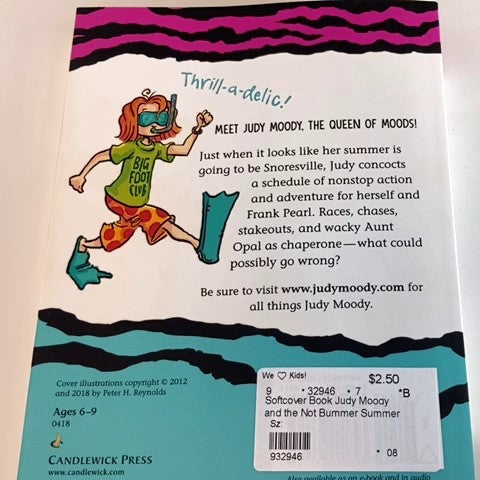 Thrill-a-delic!
MEET JUDY MOODY, THE QUEEN OF MOODS!
BIG
FOOT
CLUB
Just when it looks like her summer is
going to be Snoresville, Judy concocts
a schedule of nonstop action
and adventure for herself and
Frank Pearl. Races, chases,
stakeouts, and wacky Aunt
Opal as chaperone—what could
possibly go wrong?
Be sure to visit www.judymoody.com for
all things Judy Moody.
Cover illustrations copyright © 2012
and 2018 by Peter H. Reynolds
Ages 6–9
0418
CANDLEWICK PRESS
www.candlewick.com
We ♡ Kids!
$2.50
9 • 32946 • 7 *B
Softcover Book Judy Moody
and the Not Bummer Summer
Sz:
932946 * 08
Also available as an e-book and in audio